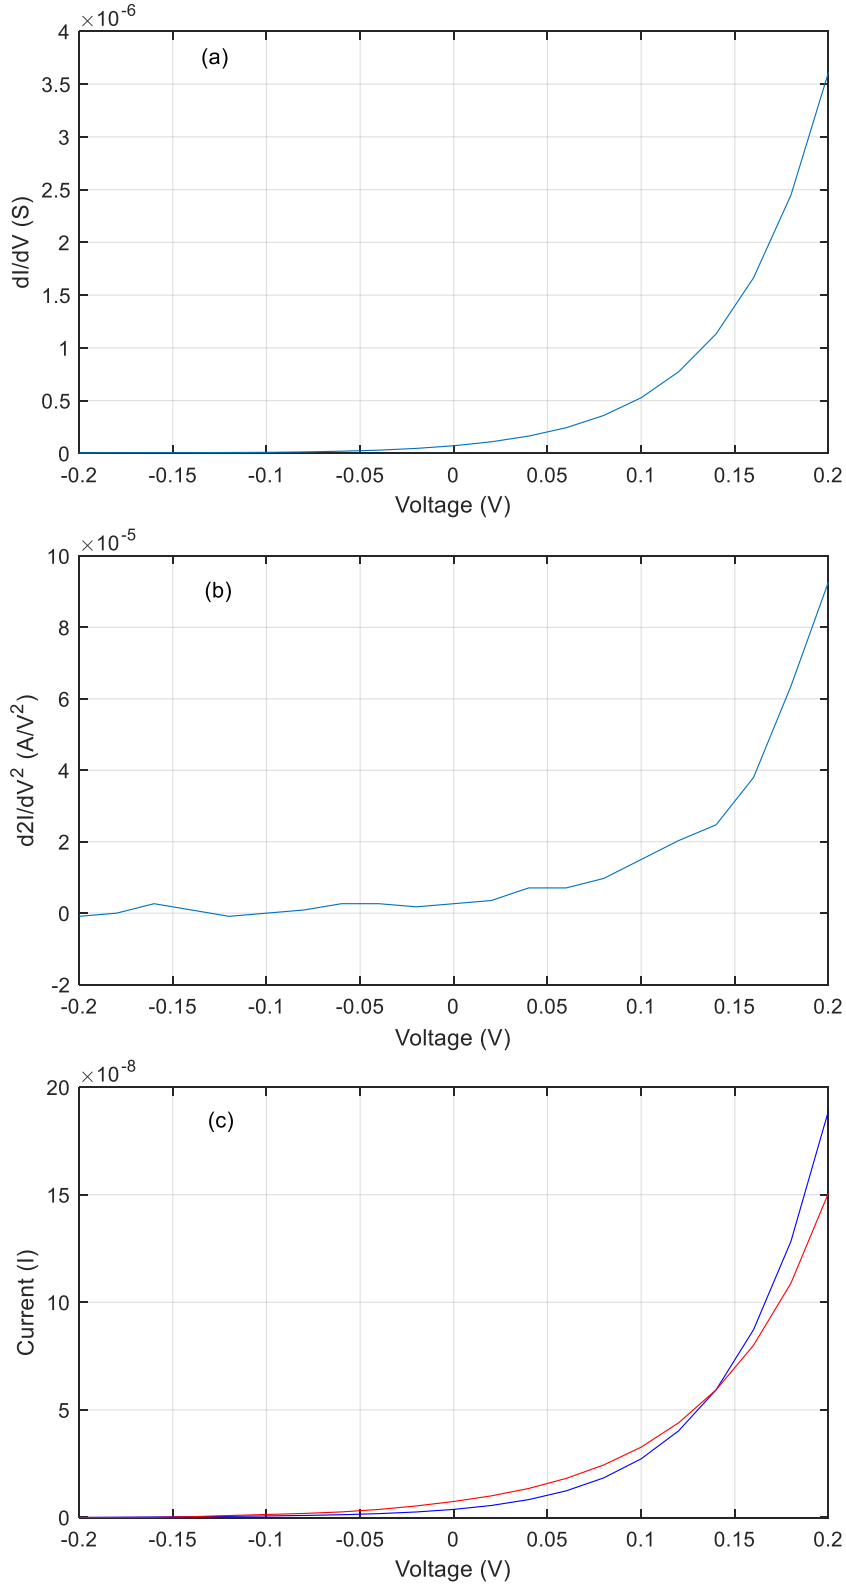 ×10-6
(a)
4
3.5
3
2.5
2
1.5
1
0.5
0
dI/dV (S)
-0.2 -0.15 -0.1 -0.05 0 0.05 0.1 0.15 0.2
Voltage (V)
×10-5
(b)
10
8
6
4
2
0
-2
d2I/dV2 (A/V2)
-0.2 -0.15 -0.1 -0.05 0 0.05 0.1 0.15 0.2
Voltage (V)
×10-8
(c)
20
15
10
5
0
Current (I)
-0.2 -0.15 -0.1 -0.05 0 0.05 0.1 0.15 0.2
Voltage (V)